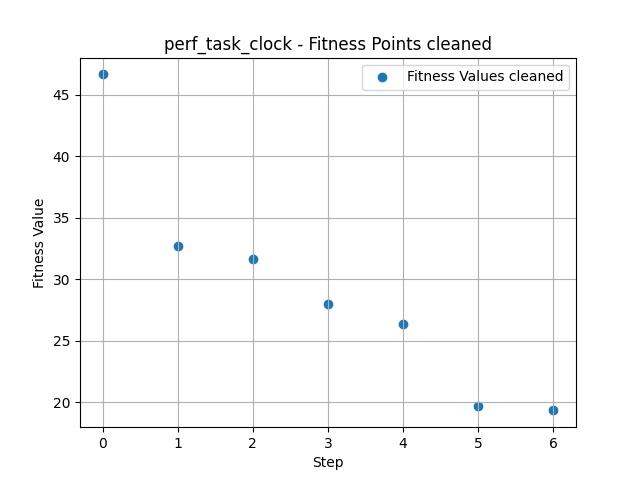 perf_task_clock - Fitness Points cleaned
Fitness Values cleaned
45
40
35
30
25
20
Fitness Value
0 1 2 3 4 5 6
Step